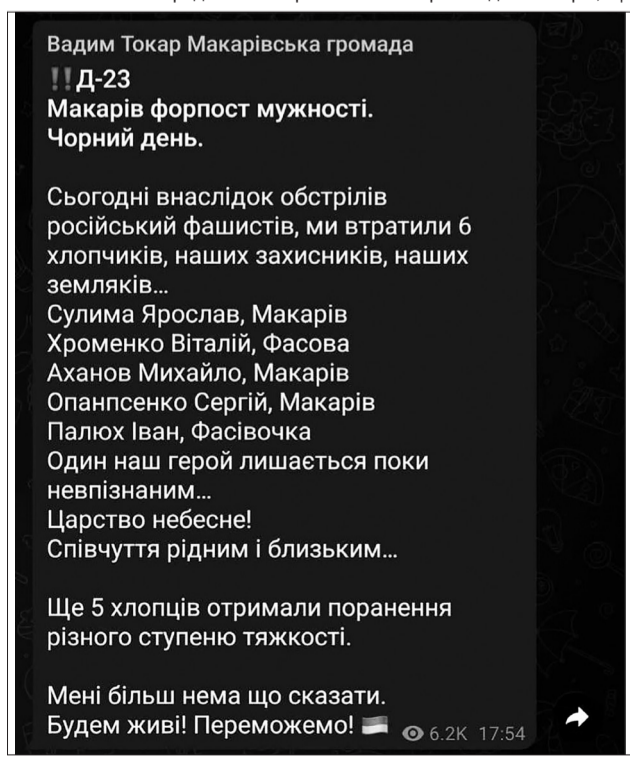 Вадим Токар Макарівська громада
‼️Д-23
Макарів форпост мужності.
Чорний день.
Сьогодні внаслідок обстрілів
російський фашистів, ми втратили 6
хлопчиків, наших захисників, наших
земляків…
Сулима Ярослав, Макарів
Хроменко Віталій, Фасова
Аханов Михайло, Макарів
Опанпсенко Сергій, Макарів
Палюх Іван, Фасівочка
Один наш герой лишається поки
невпізнаним…
Царство небесне!
Співчуття рідним і близьким…
Ще 5 хлопців отримали поранення
різного ступеню тяжкості.
Мені більш нема що сказати.
Будем живі! Переможемо!
6.2K 17:54